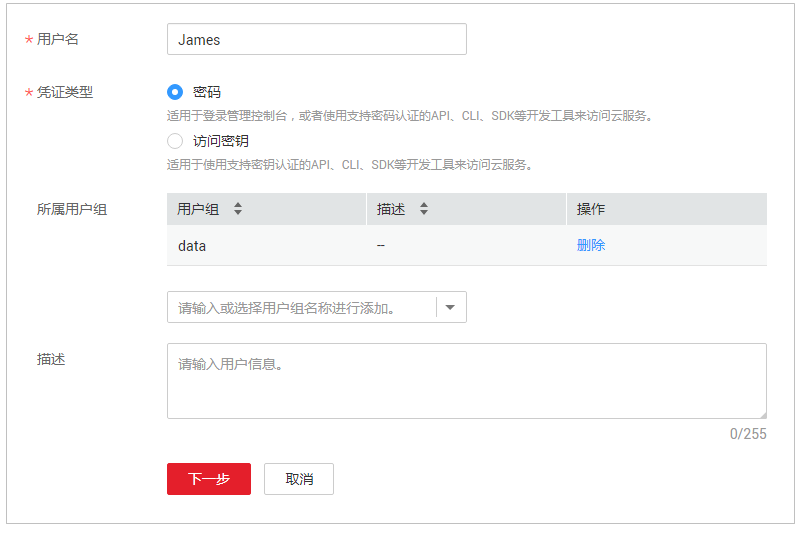 * 用户名 James
* 凭证类型 密码
适用于登录管理控制台，或者使用支持密码认证的API、CLI、SDK等开发工具来访问云服务。
访问密钥
适用于使用支持密钥认证的API、CLI、SDK等开发工具来访问云服务。
所属用户组 用户组 描述 操作
data -- 删除
请输入或选择用户组名称进行添加。
描述 请输入用户信息。
0/255
下一步 取消